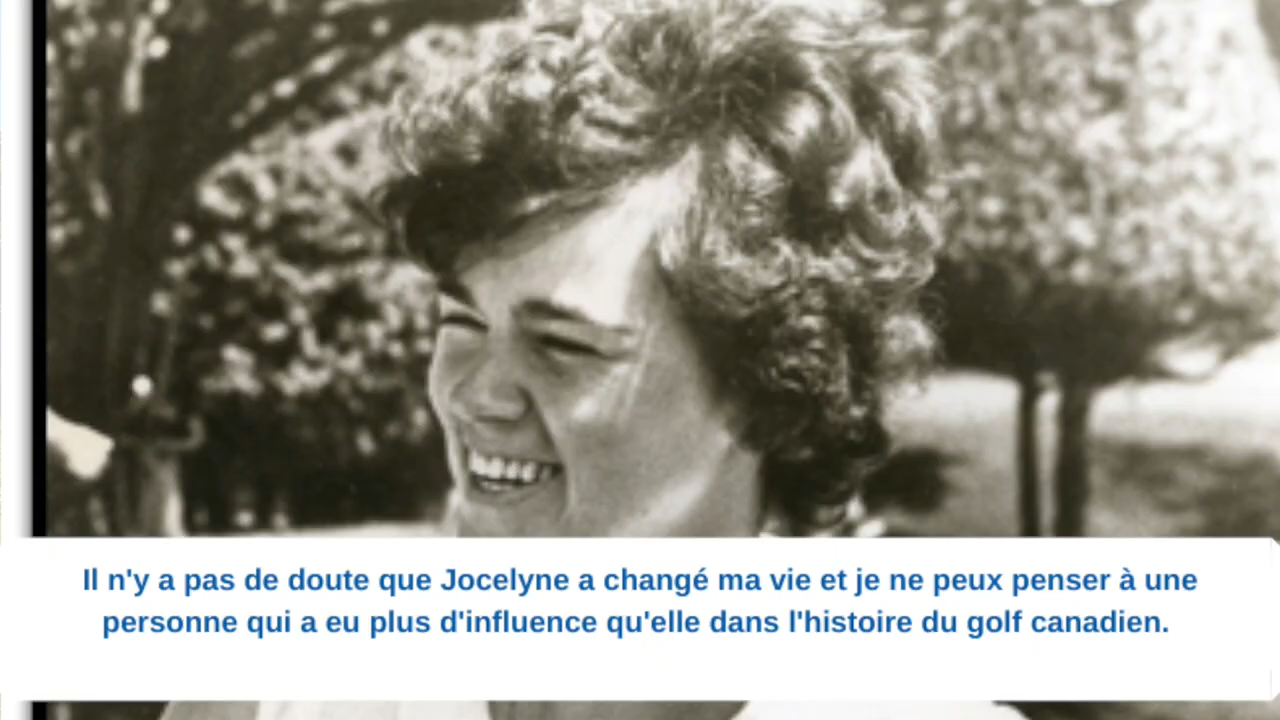 Il n'y a pas de doute que Jocelyne a changé ma vie et je ne peux penser à une
personne qui a eu plus d'influence qu'elle dans l'histoire du golf canadien.